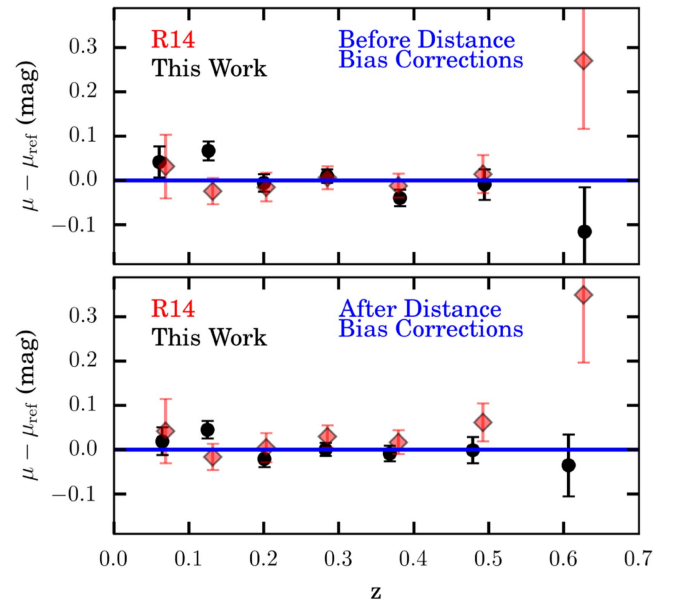 R14
This Work
Before Distance
Bias Corrections
μ − μref (mag)
0.3
0.2
0.1
0.0
−0.1
R14
This Work
After Distance
Bias Corrections
μ − μref (mag)
0.3
0.2
0.1
0.0
−0.1
0.0 0.1 0.2 0.3 0.4 0.5 0.6 0.7
z